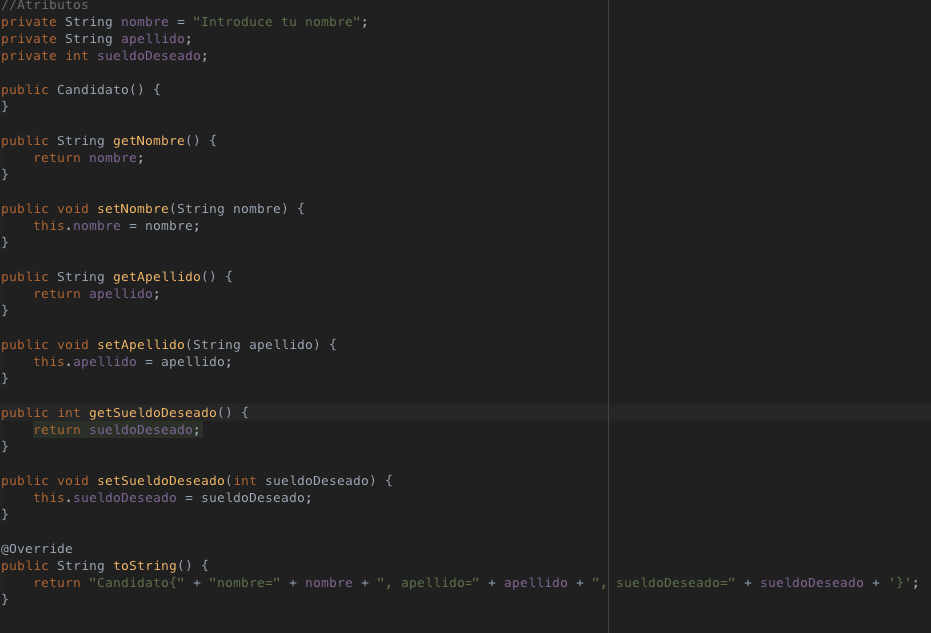 //Atributos
private String nombre = "Introduce tu nombre";
private String apellido;
private int sueldoDeseado;
public Candidato() {
}
public String getNombre() {
return nombre;
}
public void setNombre(String nombre) {
this.nombre = nombre;
}
public String getApellido() {
return apellido;
}
public void setApellido(String apellido) {
this.apellido = apellido;
}
public int getSueldoDeseado() {
return sueldoDeseado;
}
public void setSueldoDeseado(int sueldoDeseado) {
this.sueldoDeseado = sueldoDeseado;
}
@Override
public String toString() {
return "Candidato{" + "nombre=" + nombre + ", apellido=" + apellido + ", sueldoDeseado=" + sueldoDeseado + '}';
}